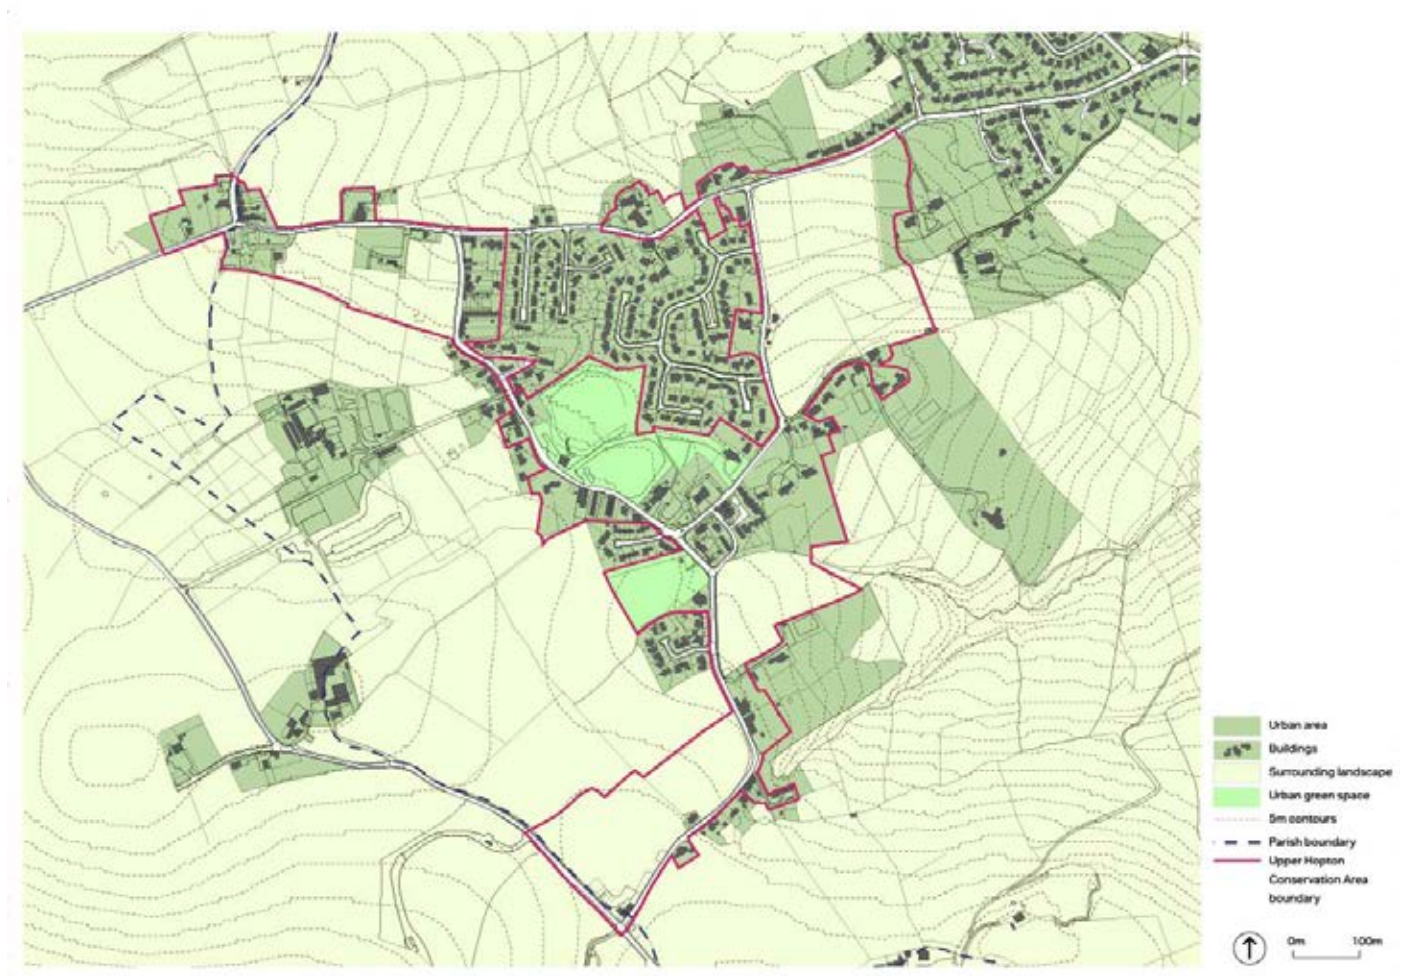 Urban area
Buildings
Surrounding landscape
Urban green space
5m contours
Parish boundary
Upper Hopton
Conservation Area
boundary
0m 100m